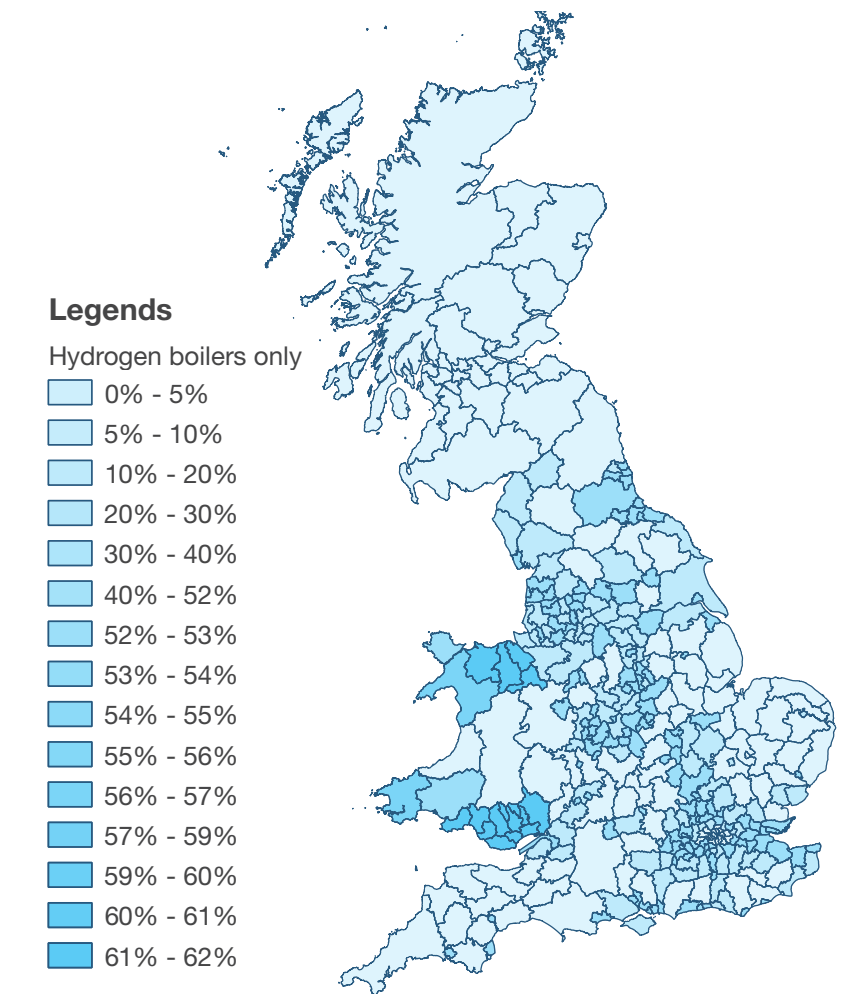 Legends
Hydrogen boilers only
0% - 5%
5% - 10%
10% - 20%
20% - 30%
30% - 40%
40% - 52%
52% - 53%
53% - 54%
54% - 55%
55% - 56%
56% - 57%
57% - 59%
59% - 60%
60% - 61%
61% - 62%